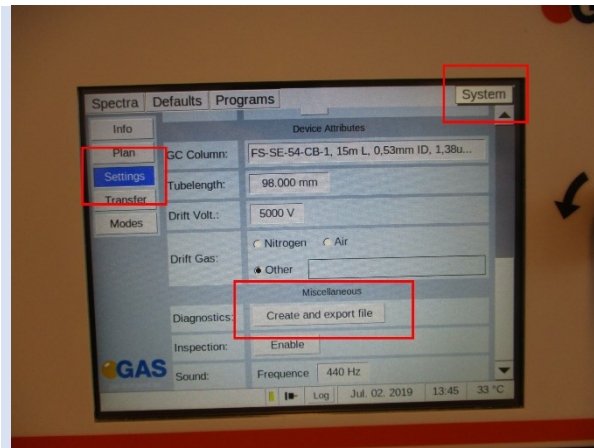 Spectra Defaults Programs System
Info
Plan
Settings
Transfer
Modes
Device Attributes
GC Column: FS-SE-54-CB-1, 15m L, 0,53mm ID, 1,38u...
Tubelength: 98.000 mm
Drift Volt.: 5000 V
Drift Gas: Nitrogen Air
Other
Miscellaneous
Diagnostics: Create and export file
Inspection: Enable
Sound: Frequence 440 Hz
GAS
Log Jul. 02. 2019 13:45 33 °C